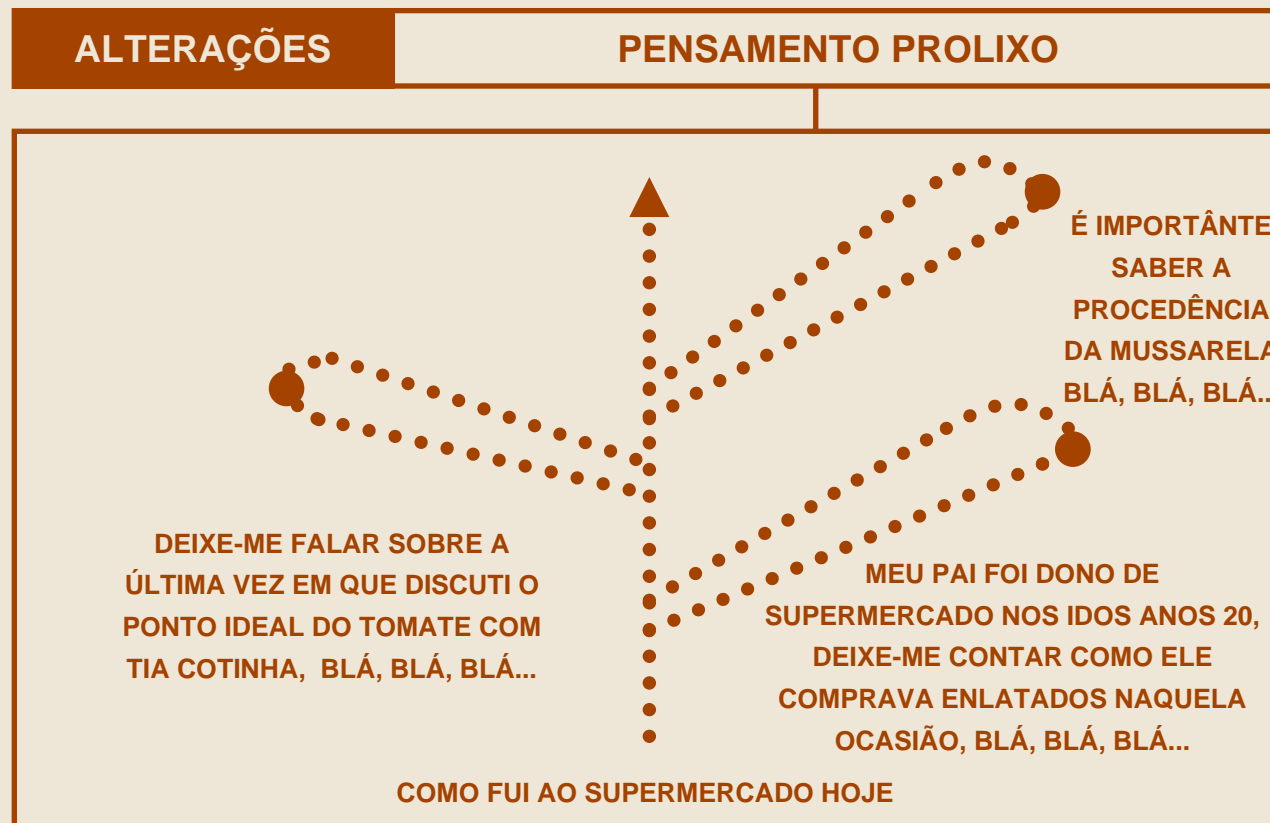 ALTERAÇÕES
PENSAMENTO PROLIXO
É IMPORTÂNTE
SABER A
PROCEDÊNCIA
DA MUSSARELA
BLÁ, BLÁ, BLÁ..
DEIXE-ME FALAR SOBRE A
ÚLTIMA VEZ EM QUE DISCUTI O
PONTO IDEAL DO TOMATE COM
TIA COTINHA, BLÁ, BLÁ, BLÁ...
MEU PAI FOI DONO DE
SUPERMERCADO NOS IDOS ANOS 20,
DEIXE-ME CONTAR COMO ELE
COMPRAVA ENLATADOS NAQUELA
OCASIÃO, BLÁ, BLÁ, BLÁ...
COMO FUI AO SUPERMERCADO HOJE